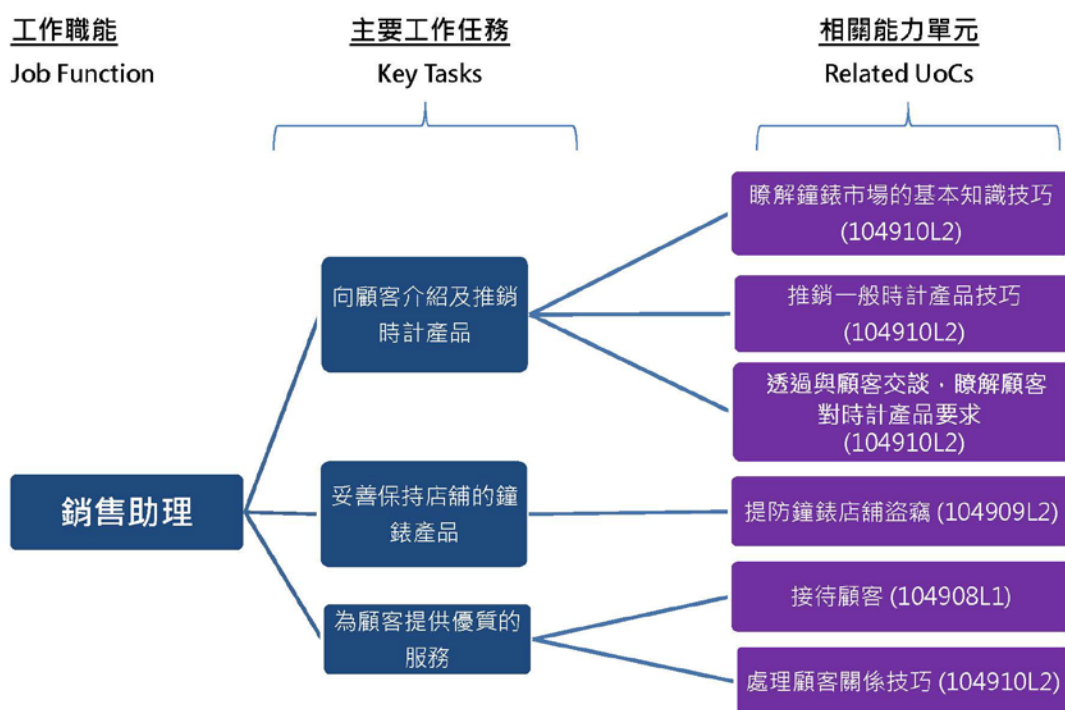 工作職能
Job Function
主要工作任務
Key Tasks
相關能力單元
Related UoCs
銷售助理
向顧客介紹及推銷
時計產品
瞭解鐘錶市場的基本知識技巧
(104910L2)
推銷一般時計產品技巧
(104910L2)
透過與顧客交談，瞭解顧客
對時計產品要求
(104910L2)
妥善保持店舖的鐘
錶產品
提防鐘錶店舖盜竊 (104909L2)
為顧客提供優質的
服務
接待顧客 (104908L1)
處理顧客關係技巧 (104910L2)